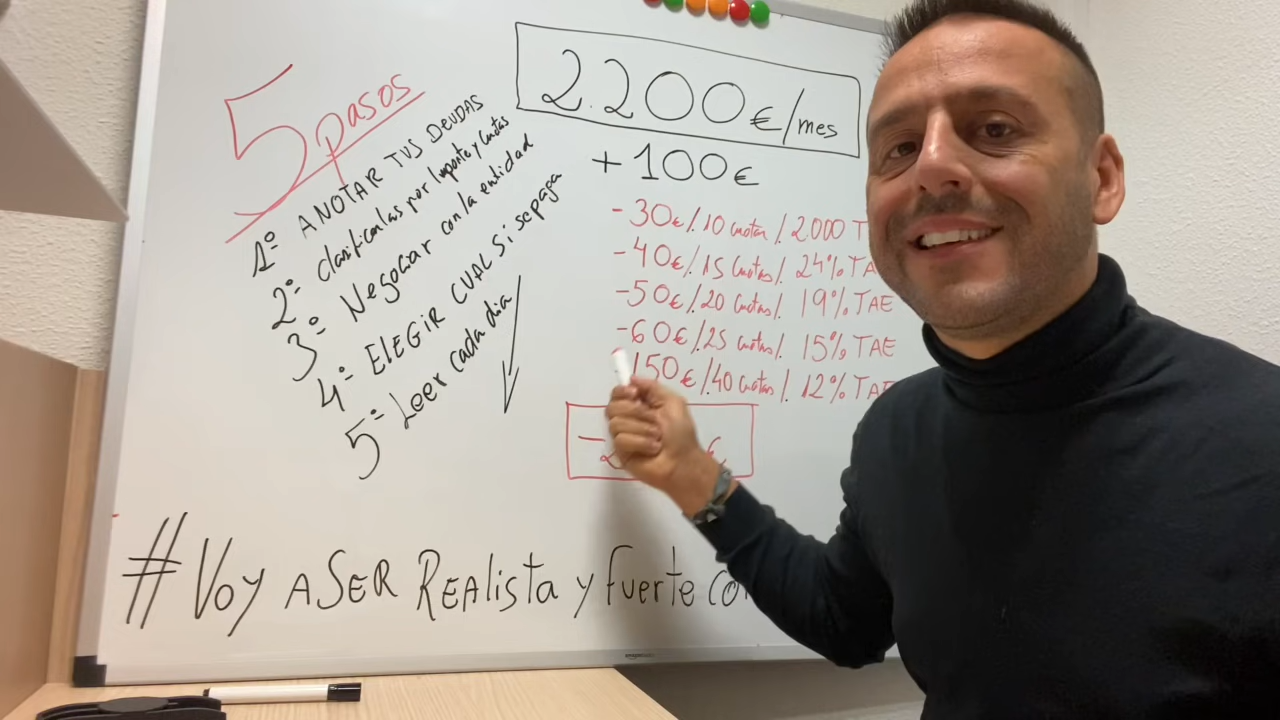 5 pasos
1º ANOTAR TUS DEUDAS
2º clasificarlas por importe y cuotas
3º Negociar con la entidad
4º ELEGIR CUAL SI se paga
5º Leer cada día
2.200€/mes
+100€
-30€/10 cuotas/2.000 T
-40€/15 cuotas/. 24% TA
-50€/20 cuotas/. 19% TAE
-60€/.25 cuotas/. 15% TAE
150€/.40 cuotas/. 12% TAE
-2 €
#Voy A SER REAlista y fuerte co